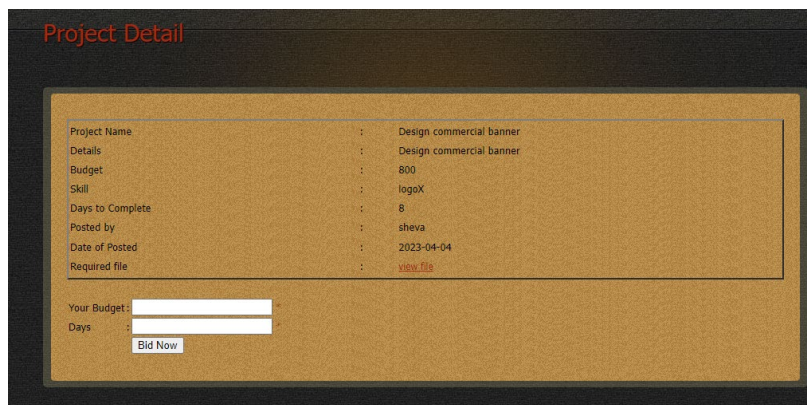 Project Detail
Project Name : Design commercial banner
Details : Design commercial banner
Budget : 800
Skill : logoX
Days to Complete : 8
Posted by : sheva
Date of Posted : 2023-04-04
Required file : view file
Your Budget : *
Days : *
Bid Now